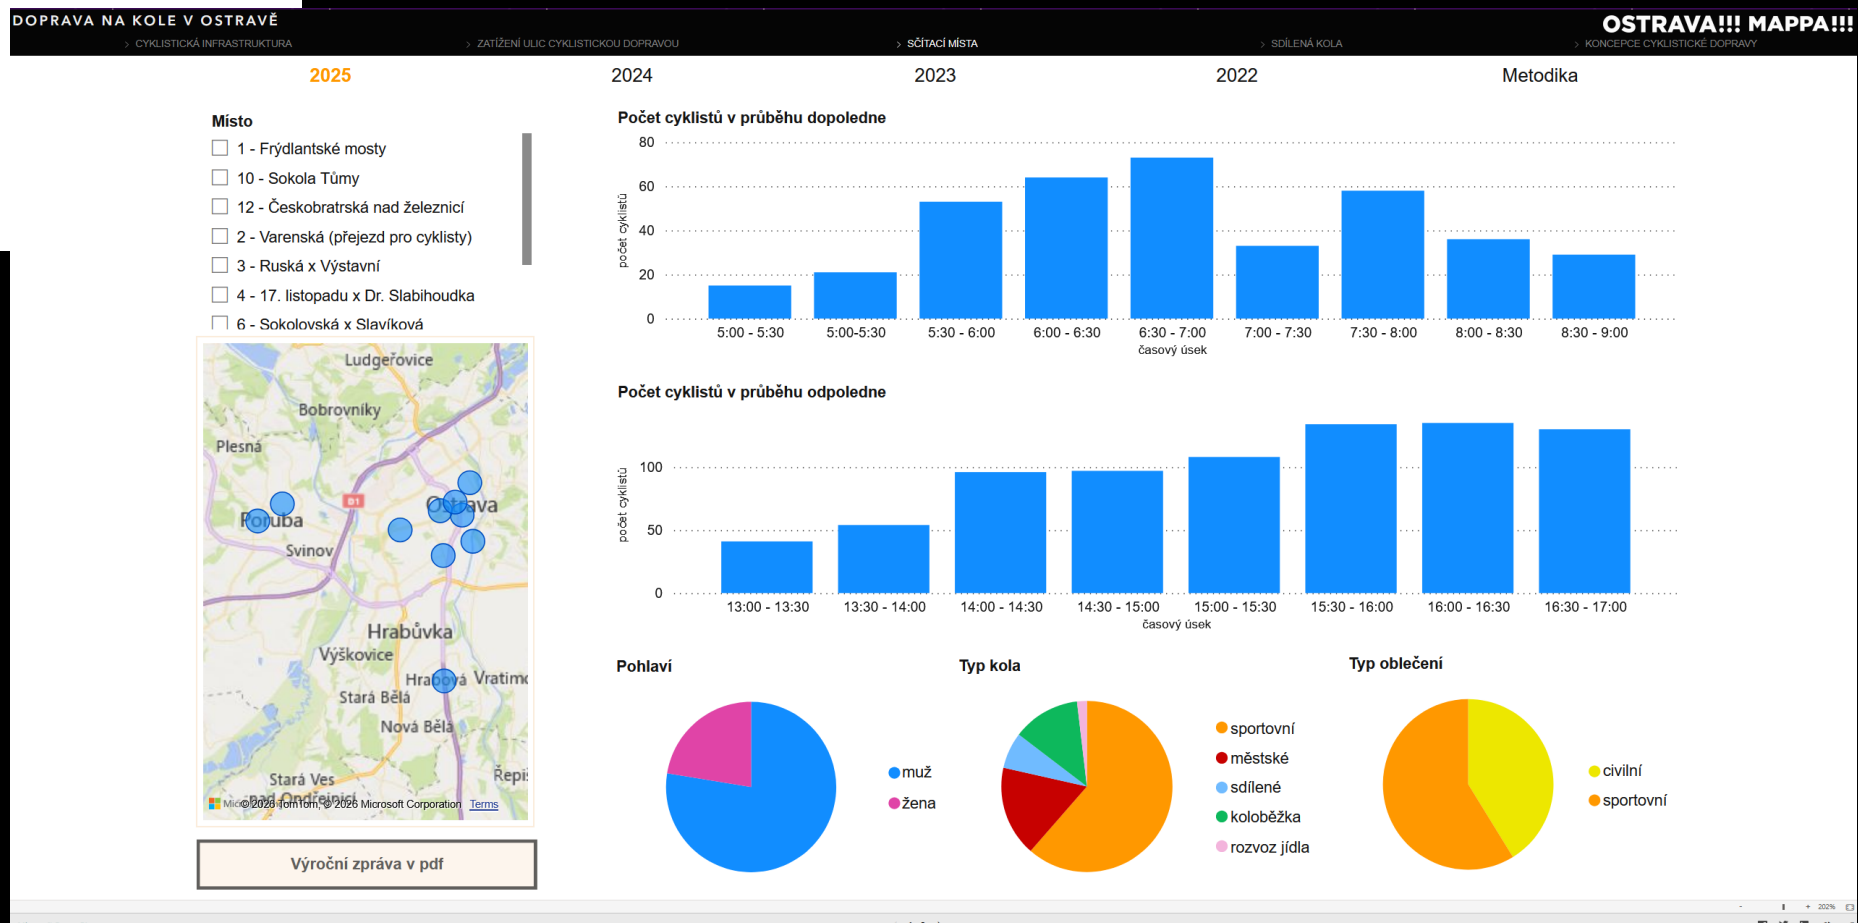 DOPRAVA NA KOLE V OSTRAVĚ
OSTRAVA!!! MAPPA!!!
> CYKLISTICKÁ INFRASTRUKTURA
> ZATÍŽENÍ ULIC CYKLISTICKOU DOPRAVOU
> SČÍTACÍ MÍSTA
> SDÍLENÁ KOLA
> KONCEPCE CYKLISTICKÉ DOPRAVY
2025
2024
2023
2022
Metodika
Místo
1 - Frýdlantské mosty
10 - Sokola Tůmy
12 - Českobratrská nad železnicí
2 - Varenská (přejezd pro cyklisty)
3 - Ruská x Výstavní
4 - 17. listopadu x Dr. Slabihoudka
6 - Sokolovská x Slavíková
Ludgeřovice
Bobrovníky
Plesná
D1
Ostrava
Poruba
Svinov
Hrabůvka
Výškovice
Hrabová
Vratimo
Stará Bělá
Nová Bělá
Řepi
Stará Ves
nad Ondřejnicí
© 2026 TomTom, © 2026 Microsoft Corporation Terms
Výroční zpráva v pdf
Počet cyklistů v průběhu dopoledne
počet cyklistů
80
60
40
20
0
5:00 - 5:30
5:00-5:30
5:30 - 6:00
6:00 - 6:30
6:30 - 7:00
7:00 - 7:30
7:30 - 8:00
8:00 - 8:30
8:30 - 9:00
časový úsek
Počet cyklistů v průběhu odpoledne
počet cyklistů
100
50
0
13:00 - 13:30
13:30 - 14:00
14:00 - 14:30
14:30 - 15:00
15:00 - 15:30
15:30 - 16:00
16:00 - 16:30
16:30 - 17:00
časový úsek
Pohlaví
muž
žena
Typ kola
sportovní
městské
sdílené
koloběžka
rozvoz jídla
Typ oblečení
civilní
sportovní
- + 202%